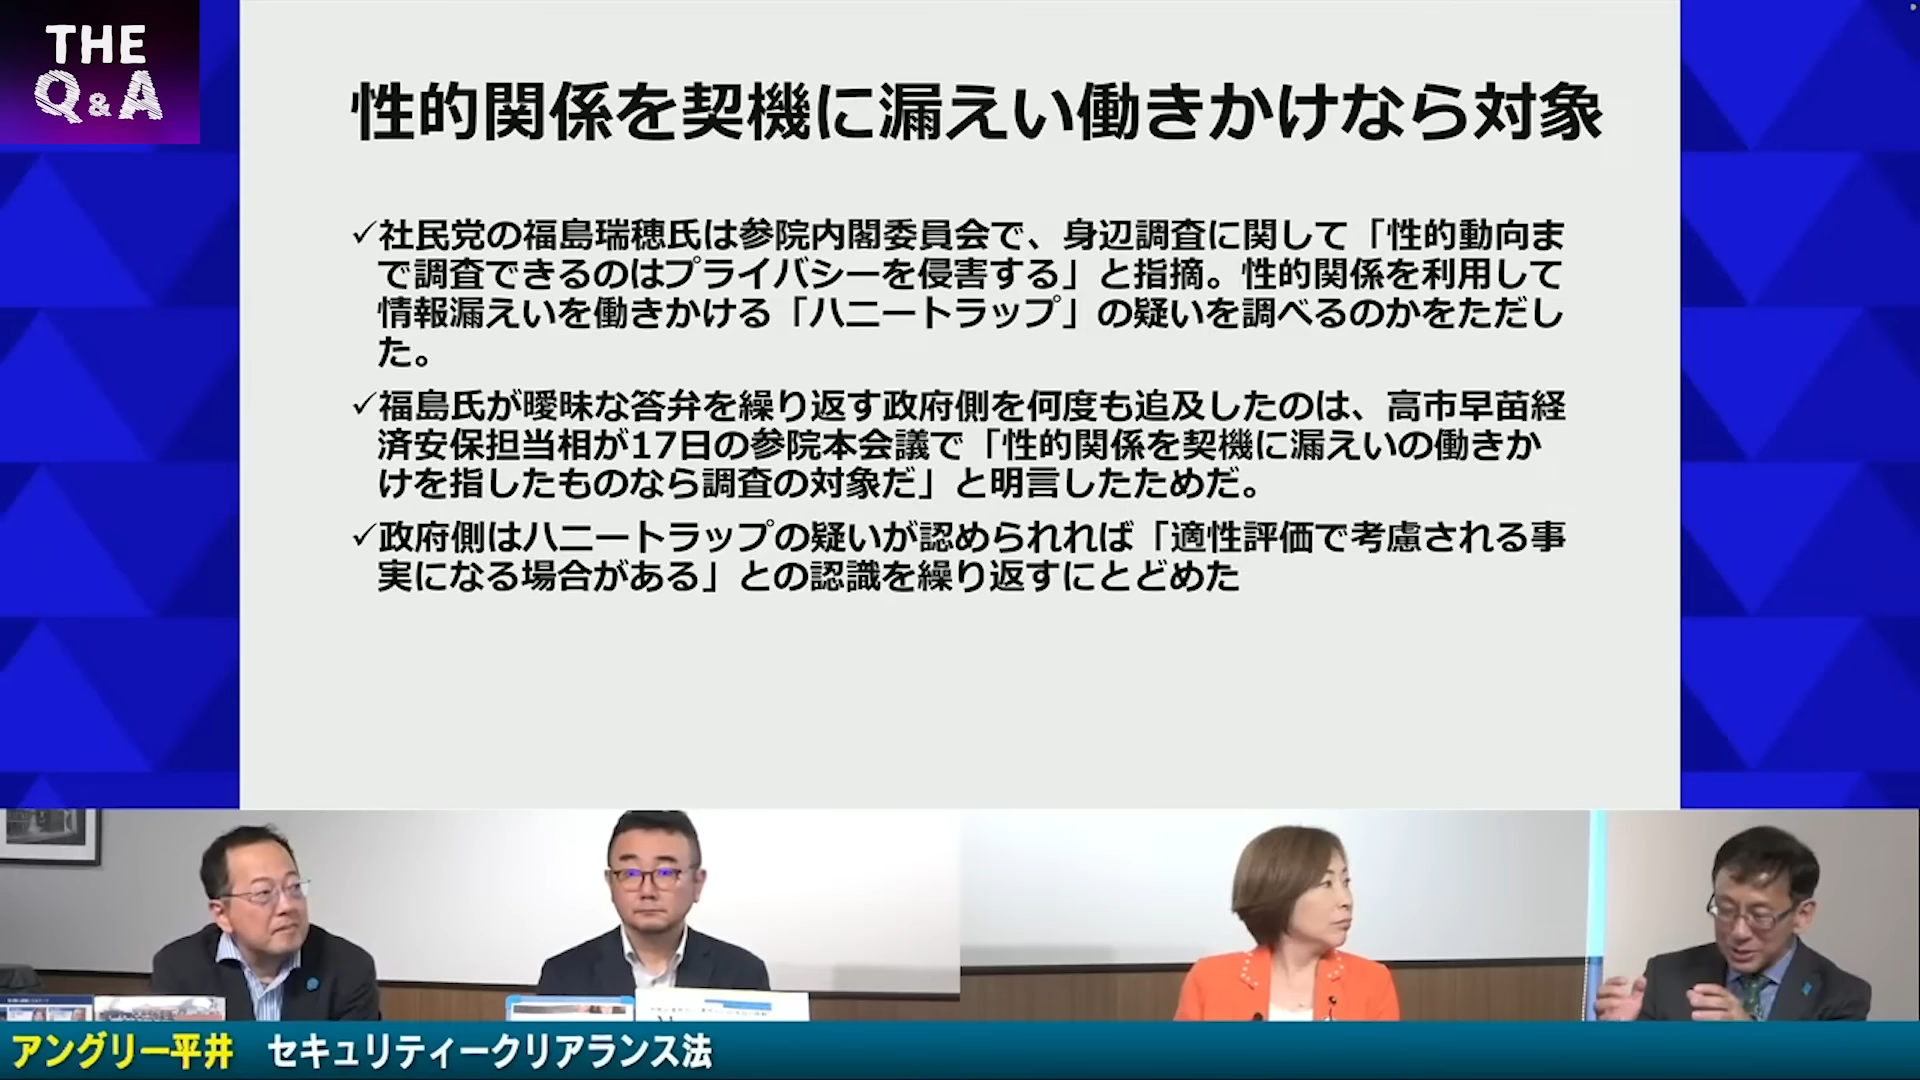 THE
Q&A
性的関係を契機に漏えい働きかけなら対象
✓社民党の福島瑞穂氏は参院内閣委員会で、身辺調査に関して「性的動向ま
で調査できるのはプライバシーを侵害する」と指摘。性的関係を利用して
情報漏えいを働きかける「ハニートラップ」の疑いを調べるのかをただし
た。
✓福島氏が曖昧な答弁を繰り返す政府側を何度も追及したのは、高市早苗経
済安保担当相が17日の参院本会議で「性的関係を契機に漏えいの働きか
けを指したものなら調査の対象だ」と明言したためだ。
✓政府側はハニートラップの疑いが認められれば「適性評価で考慮される事
実になる場合がある」との認識を繰り返すにとどめた
アングリー平井 セキュリティークリアランス法